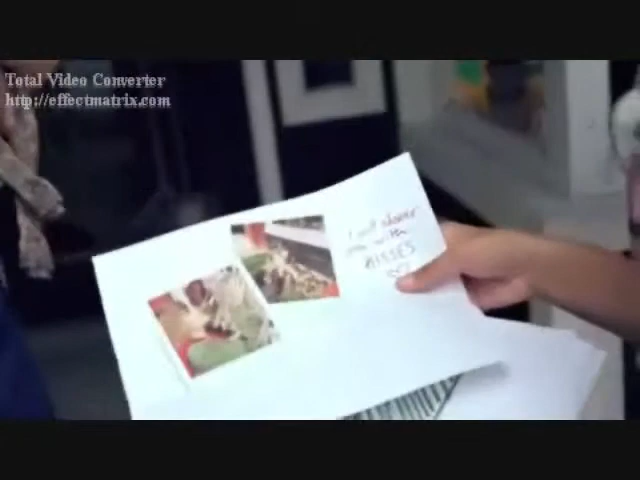 Total Video Converter
http://effectmatrix.com
I will shower
you with
KISSES